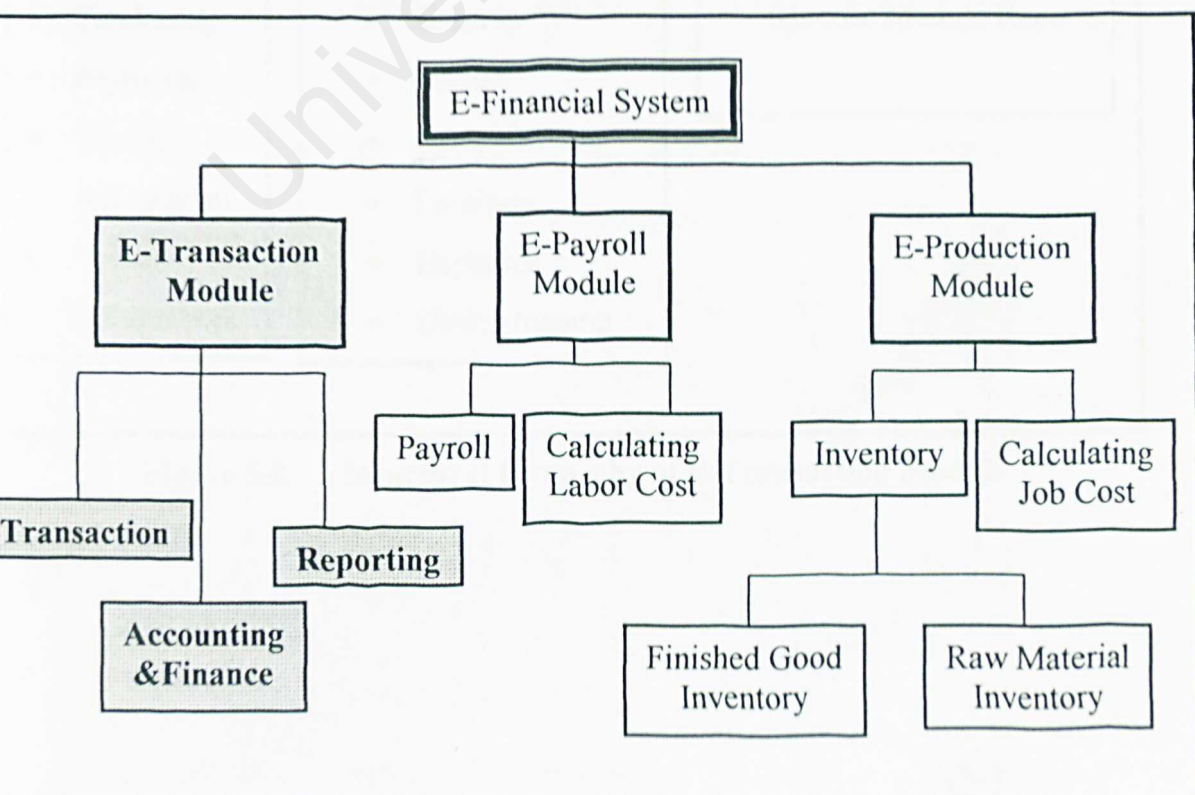 E-Financial System
E-Transaction
Module
E-Payroll
Module
E-Production
Module
Payroll
Calculating
Labor Cost
Inventory
Calculating
Job Cost
Transaction
Reporting
Accounting
&Finance
Finished Good
Inventory
Raw Material
Inventory